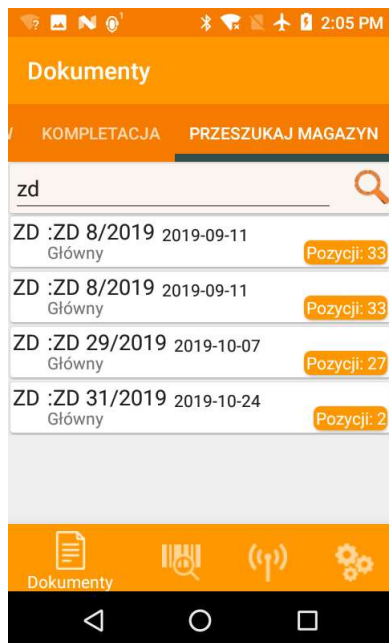 2:05 PM
Dokumenty
KOMPLETACJA PRZESZUKAJ MAGAZYN
zd
ZD :ZD 8/2019 2019-09-11
Główny Pozycji: 33
ZD :ZD 8/2019 2019-09-11
Główny Pozycji: 33
ZD :ZD 29/2019 2019-10-07
Główny Pozycji: 27
ZD :ZD 31/2019 2019-10-24
Główny Pozycji: 2
Dokumenty